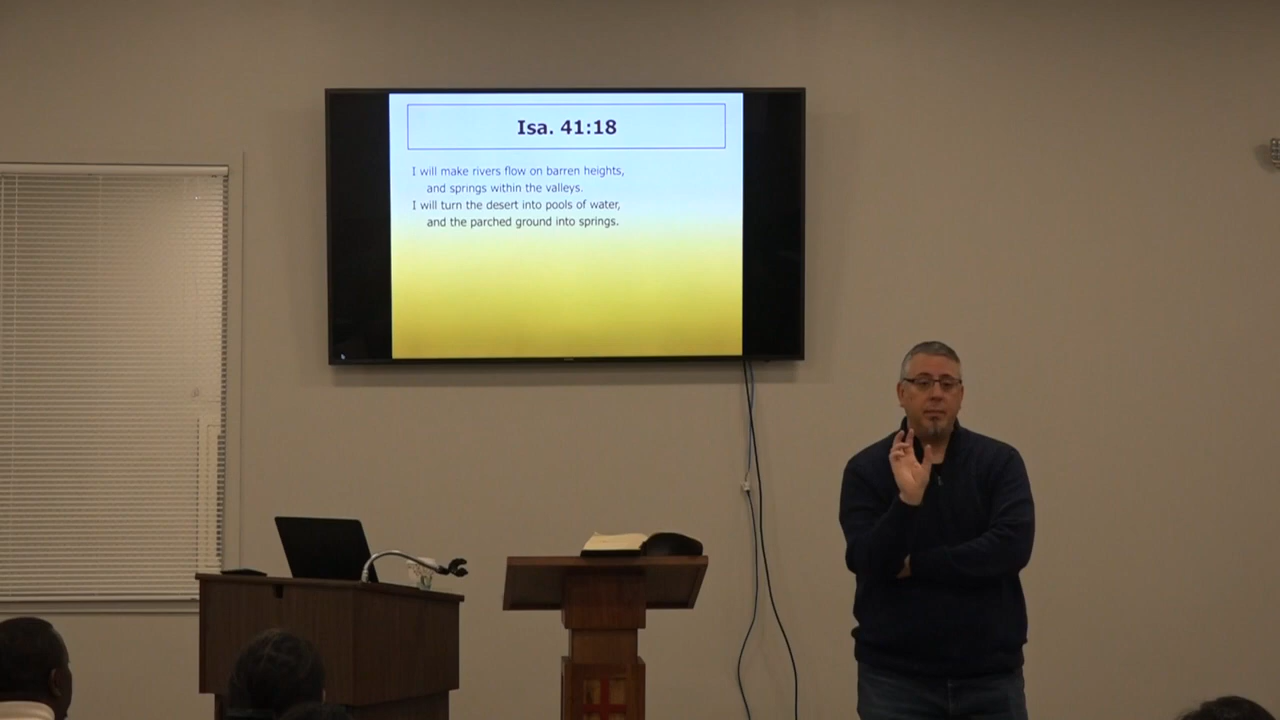 Isa. 41:18
I will make rivers flow on barren heights,
and springs within the valleys.
I will turn the desert into pools of water,
and the parched ground into springs.